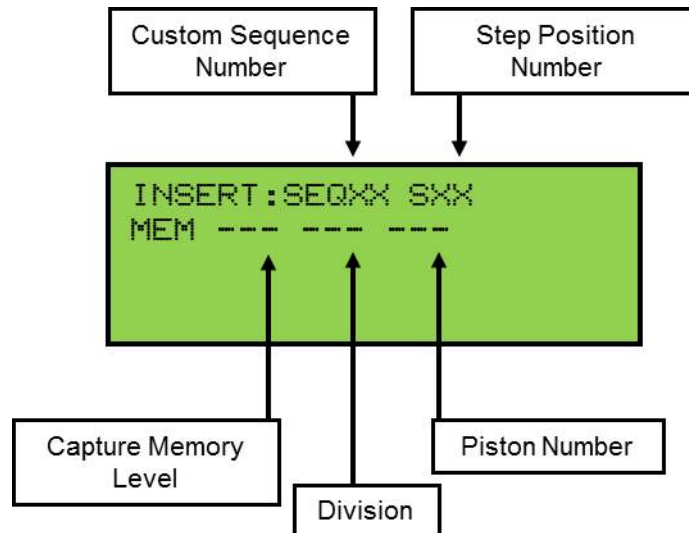 Custom Sequence
Number
Step Position
Number
INSERT:SEQXX SXX
MEM --- --- ---
Capture Memory
Level
Division
Piston Number